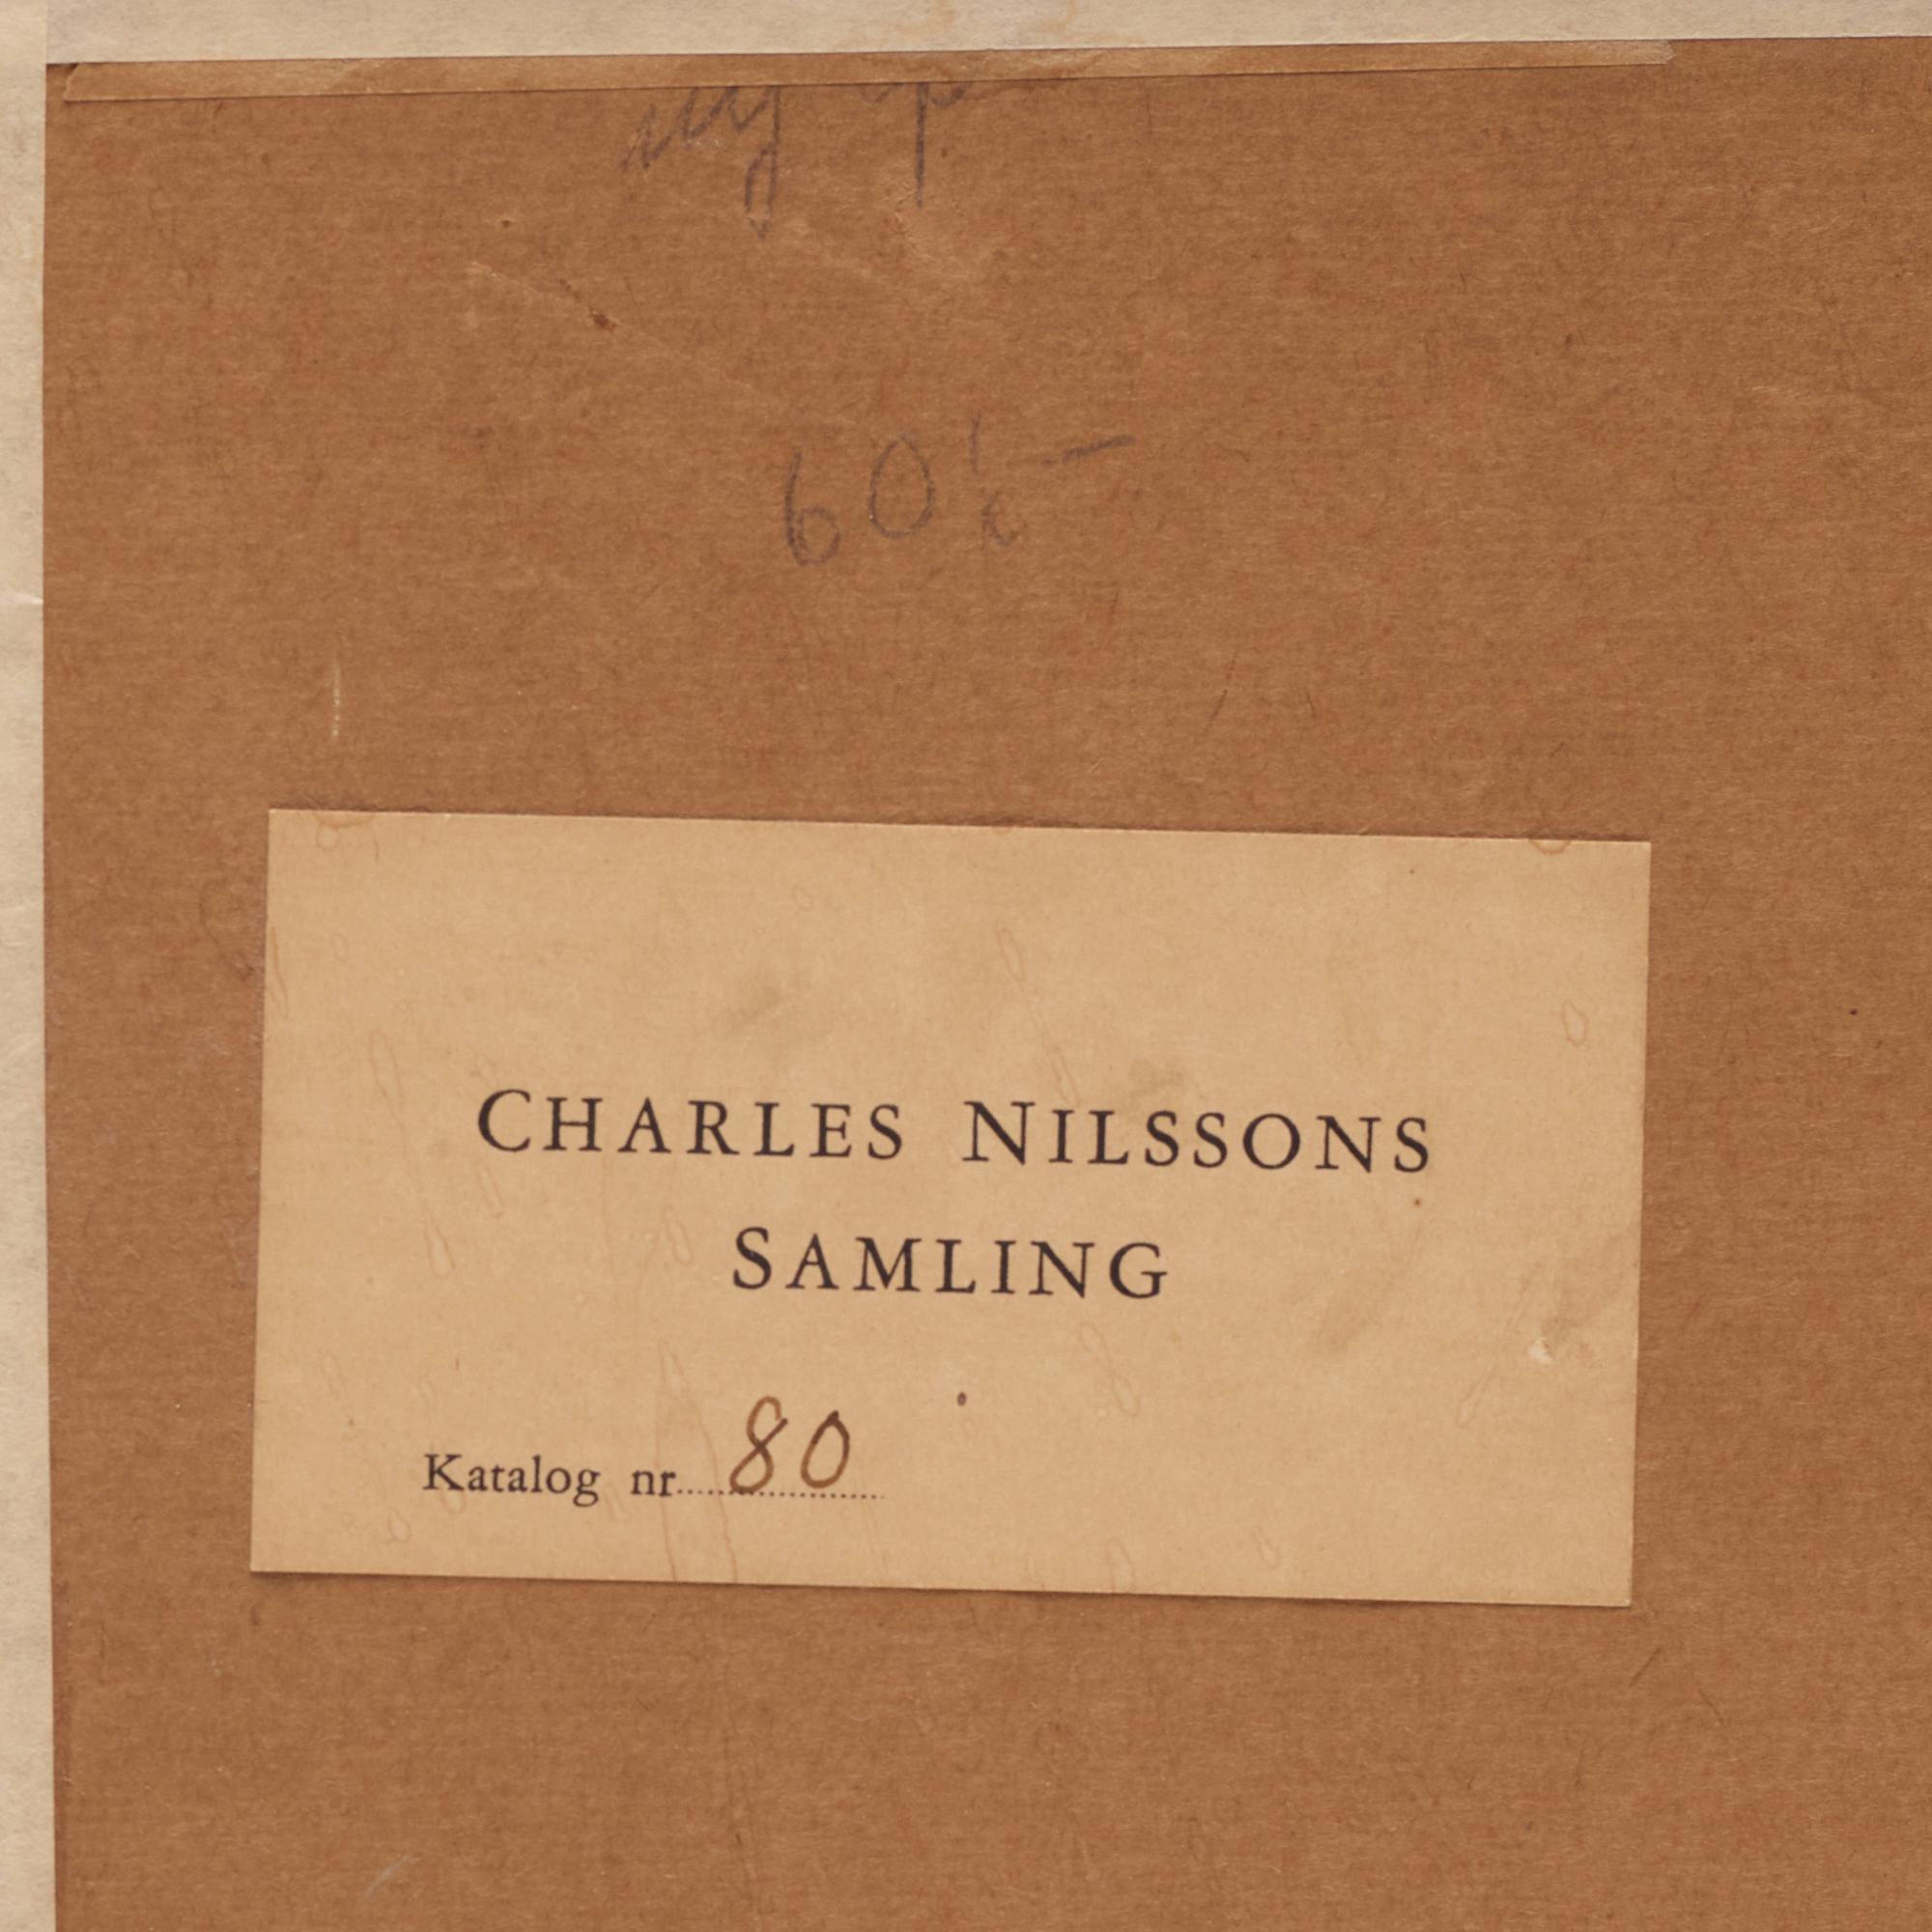 60:-
CHARLES NILSSONS
SAMLING
Katalog nr......80